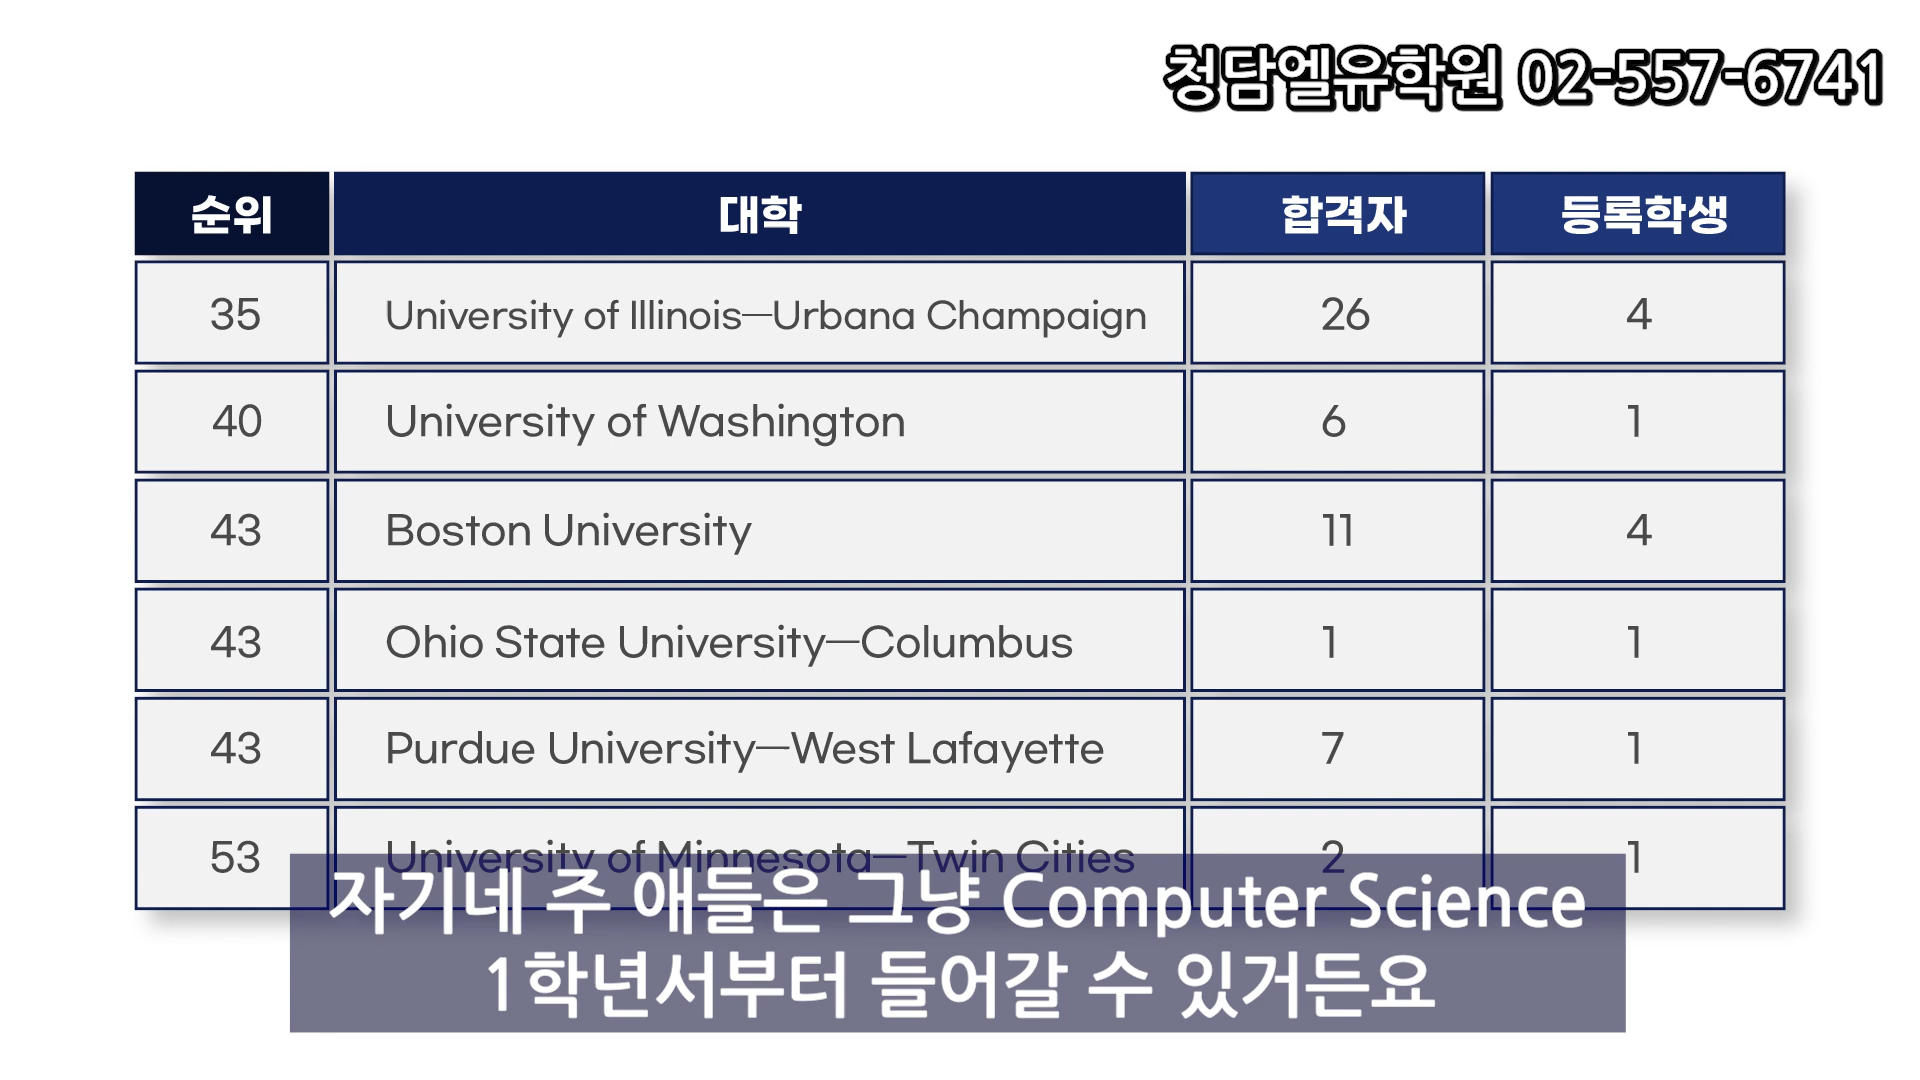 청담엘유학원 02-557-6741
순위 대학 합격자 등록학생
35 University of Illinois—Urbana Champaign 26 4
40 University of Washington 6 1
43 Boston University 11 4
43 Ohio State University—Columbus 1 1
43 Purdue University—West Lafayette 7 1
53 University of Minnesota—Twin Cities 2 1
자기네 주 애들은 그냥 Computer Science
1학년서부터 들어갈 수 있거든요